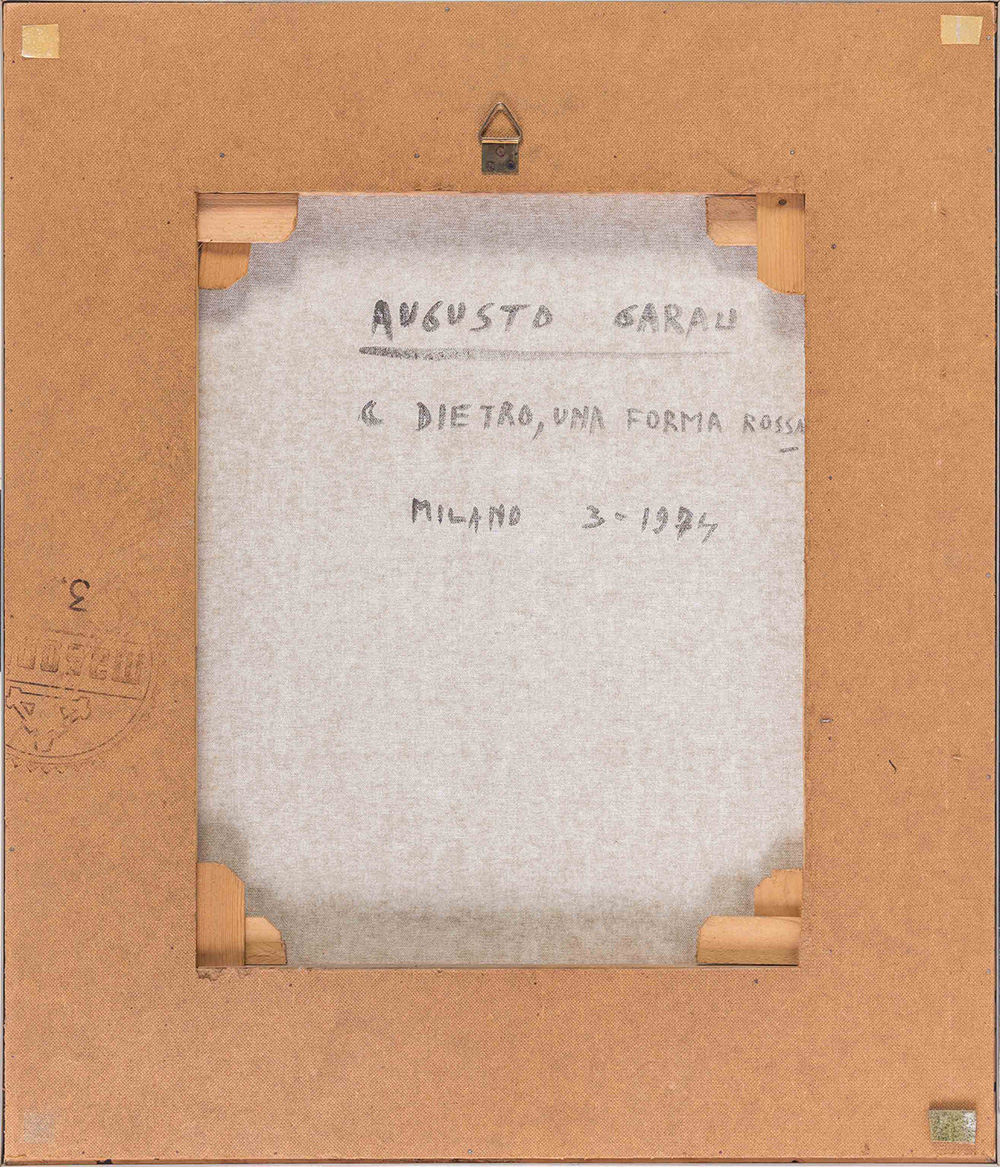 AUGUSTO GARAU
E DIETRO, UNA FORMA ROSSA
MILANO 3-1974
3.